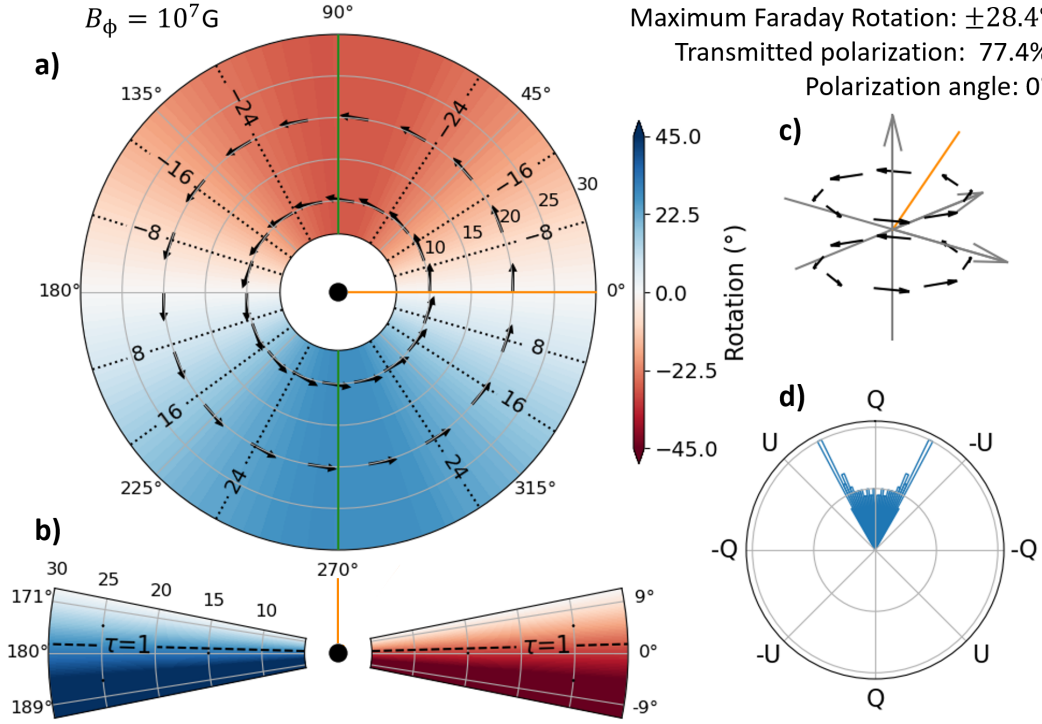 B_ϕ = 10⁷G
Maximum Faraday Rotation: ±28.4°
Transmitted polarization: 77.4%
Polarization angle: 0°
a)
90°
135°
45°
180°
0°
225°
315°
270°
−24
−24
−16
−16
−8
−8
8
8
16
16
24
24
10
15
20
25
30
45.0
22.5
0.0
−22.5
−45.0
Rotation (°)
c)
b)
30
25
20
15
10
171°
180°
189°
τ=1
τ=1
9°
0°
-9°
d)
Q
U
-U
-Q
-Q
-U
U
Q